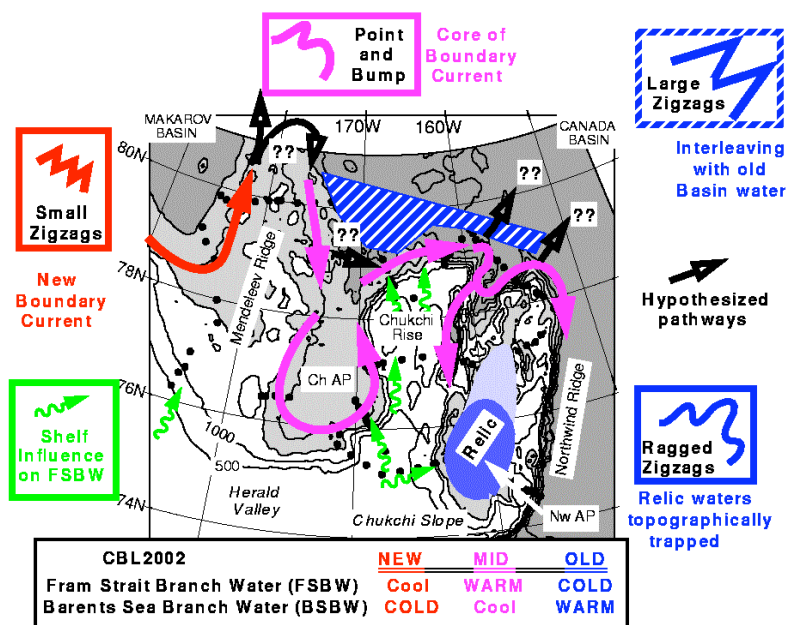 Point
and
Bump
Core of
Boundary
Current
Large
Zigzags
Interleaving
with old
Basin water
MAKAROV
BASIN
170W
160W
CANADA
BASIN
80N
78N
76N
74N
Small
Zigzags
New
Boundary
Current
??
??
??
??
Hypothesized
pathways
Mendeleev Ridge
Chukchi
Rise
Ch AP
Northwind Ridge
Relic
Nw AP
Shelf
Influence
on FSBW
1000
500
Herald
Valley
Chukchi Slope
Ragged
Zigzags
Relic waters
topographically
trapped
CBL2002 NEW MID OLD
Fram Strait Branch Water (FSBW) Cool WARM COLD
Barents Sea Branch Water (BSBW) COLD Cool WARM